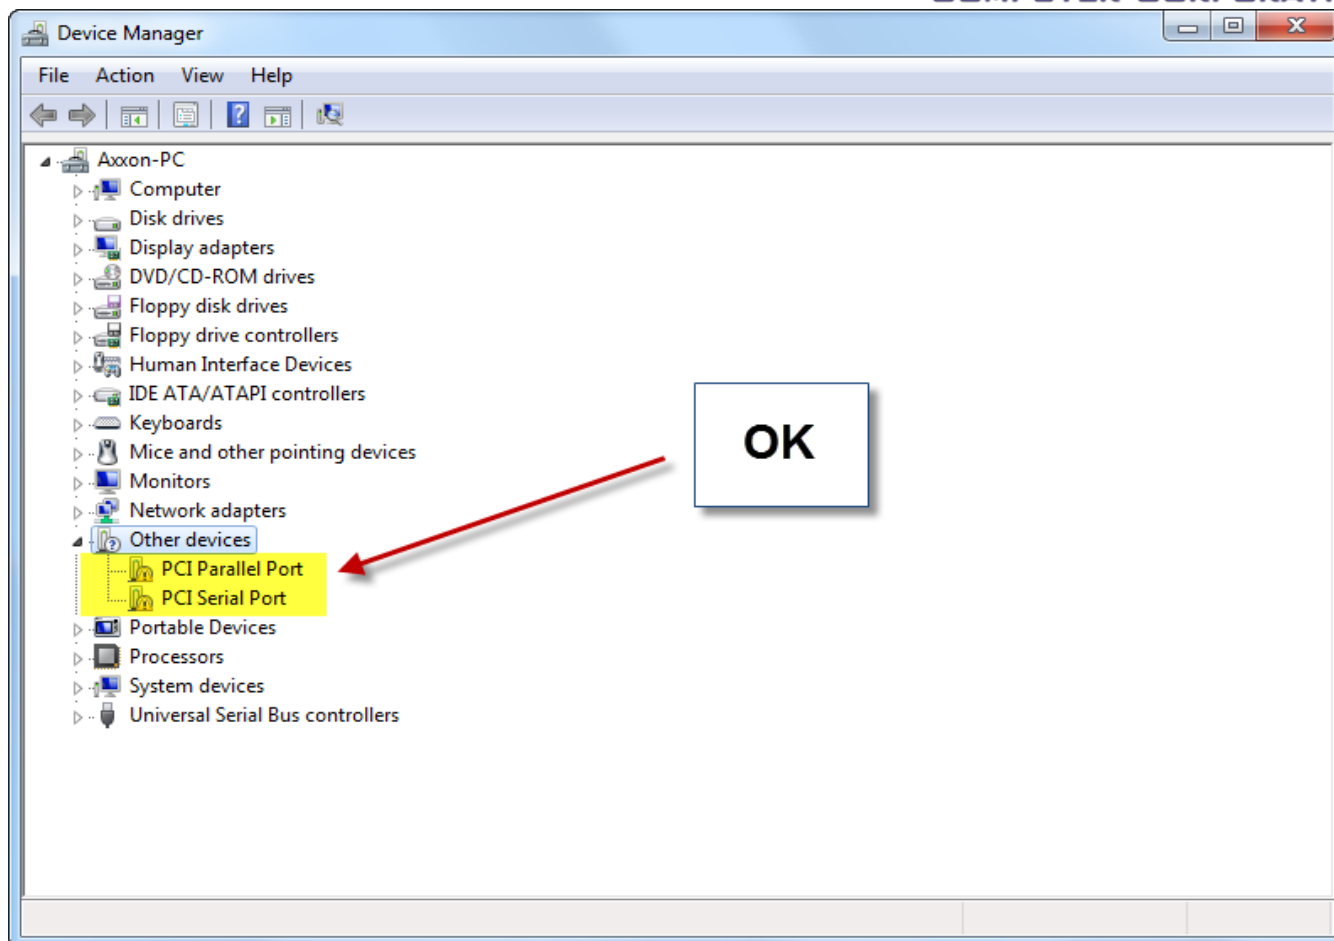 Device Manager
File Action View Help
Axxon-PC
Computer
Disk drives
Display adapters
DVD/CD-ROM drives
Floppy disk drives
Floppy drive controllers
Human Interface Devices
IDE ATA/ATAPI controllers
Keyboards
Mice and other pointing devices
Monitors
Network adapters
Other devices
PCI Parallel Port
PCI Serial Port
Portable Devices
Processors
System devices
Universal Serial Bus controllers
OK